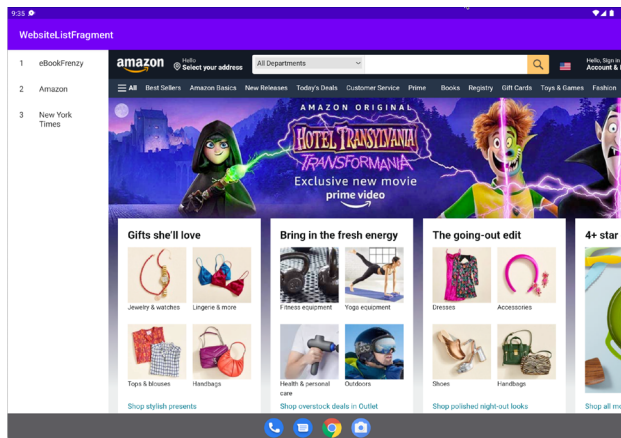 9:35
WebsiteListFragment
1 eBookFrenzy
2 Amazon
3 New York
Times
amazon
Hello
Select your address
All Departments
Hello, Sign in
Account & 
All Best Sellers Amazon Basics New Releases Today's Deals Customer Service Prime Books Registry Gift Cards Toys & Games Fashion
AMAZON ORIGINAL
HOTEL TRANSYLVANIA
TRANSFORMANIA
Exclusive new movie
prime video
Gifts she'll love
Bring in the fresh energy
The going-out edit
4+ star
Jewelry & watches Lingerie & more
Fitness equipment Yoga equipment
Dresses Accessories
Tops & blouses Handbags
Health & personal
care
Outdoors
Shoes Handbags
Shop stylish presents
Shop overstock deals in Outlet
Shop polished night-out looks
Shop all